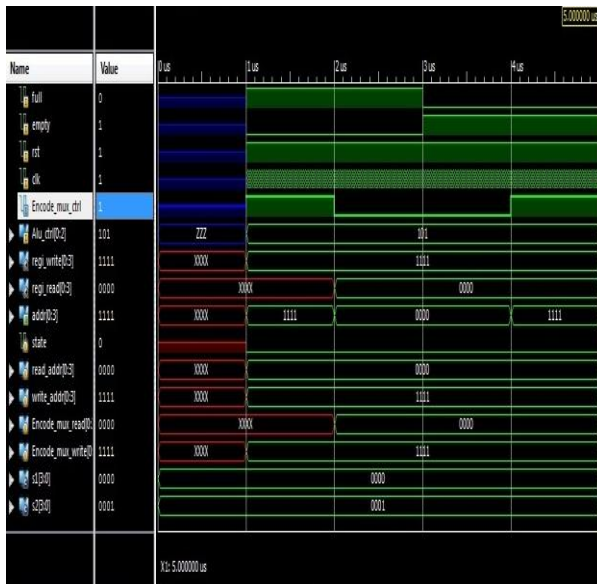 5.000000 us
Name Value 0 us 1 us 2 us 3 us 4 us
full 0
empty 1
rst 1
clk 1
Encode_mux_ctrl 1
Alu_ctrl[0:2] 101 ZZZ 101
regi_write[0:3] 1111 XXXX 1111
regi_read[0:3] 0000 XXXX 0000
addr[0:3] 1111 XXXX 1111 0000 1111
state 0
read_addr[0:3] 0000 XXXX 0000
write_addr[0:3] 1111 XXXX 1111
Encode_mux_read[0: 0000 XXXX 0000
Encode_mux_write[0 1111 XXXX 1111
s1[3:0] 0000 0000
s2[3:0] 0001 0001
X1: 5.000000 us